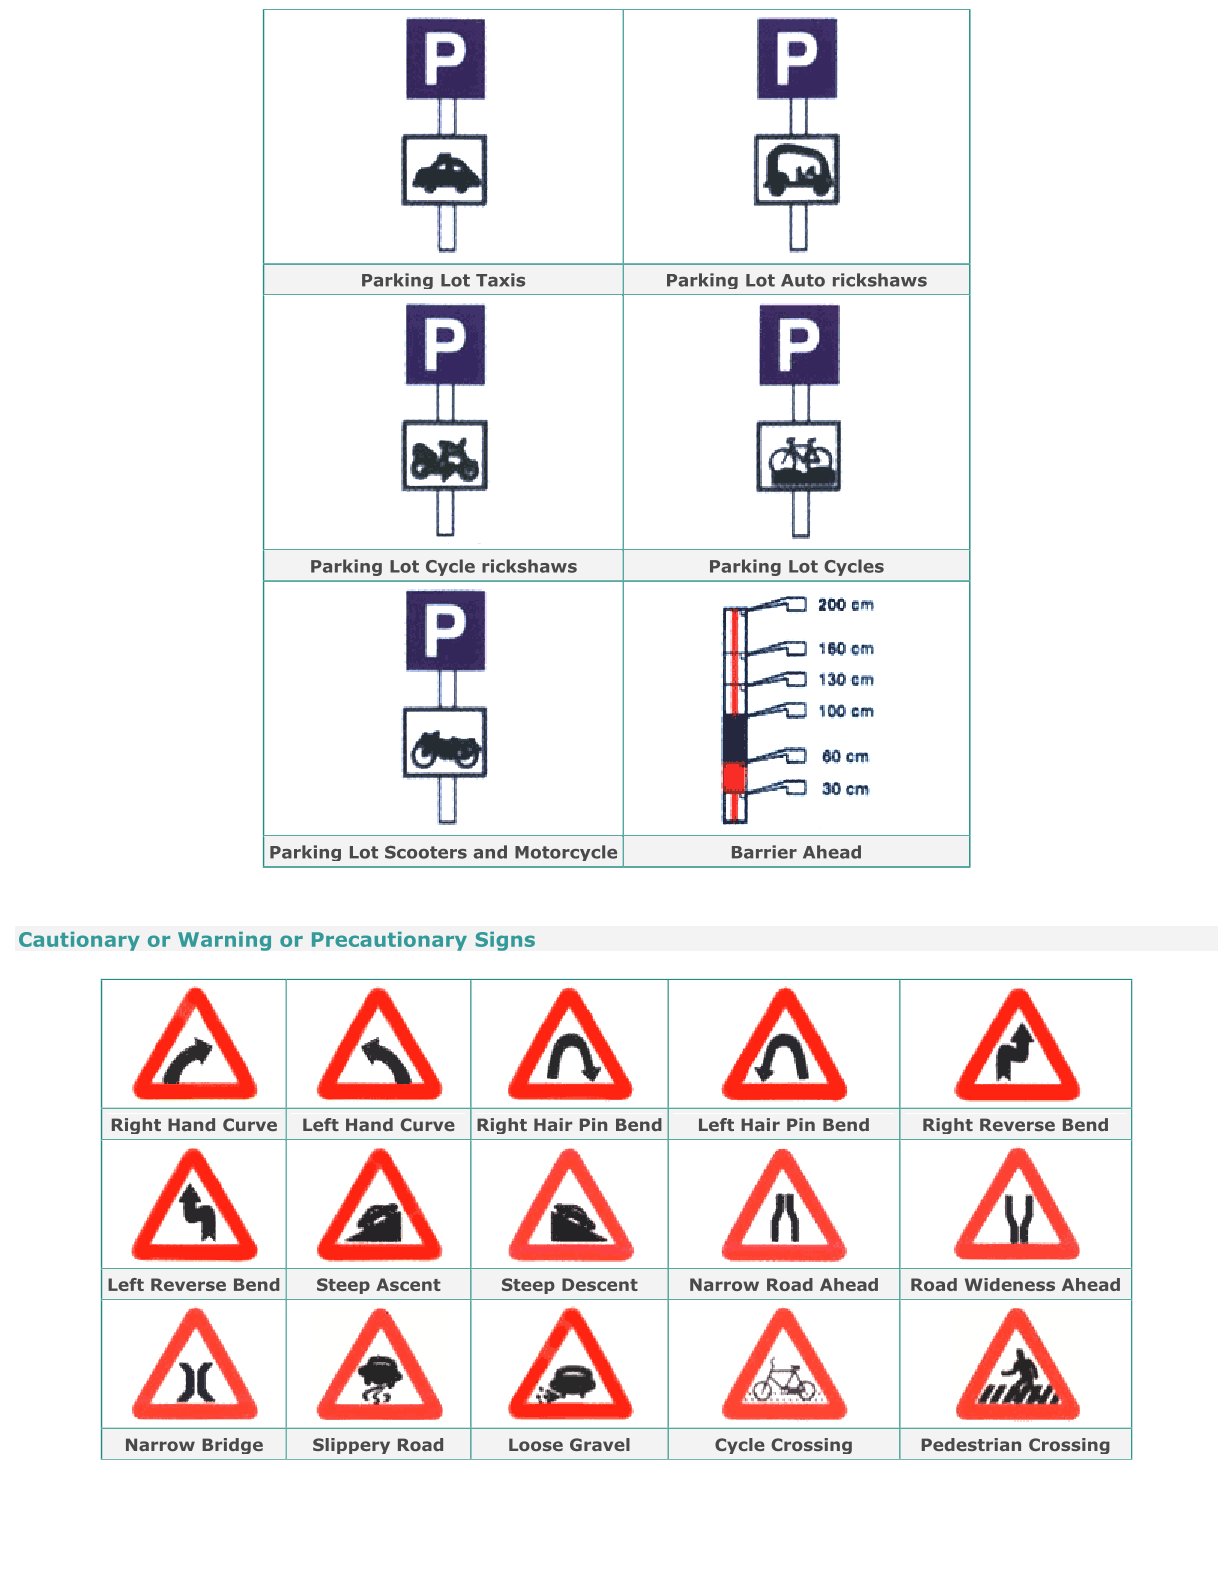 P
P
Parking Lot Taxis
Parking Lot Auto rickshaws
P
P
Parking Lot Cycle rickshaws
Parking Lot Cycles
P
200 cm
160 cm
130 cm
100 cm
60 cm
30 cm
Parking Lot Scooters and Motorcycle
Barrier Ahead
Cautionary or Warning or Precautionary Signs
Right Hand Curve
Left Hand Curve
Right Hair Pin Bend
Left Hair Pin Bend
Right Reverse Bend
Left Reverse Bend
Steep Ascent
Steep Descent
Narrow Road Ahead
Road Wideness Ahead
Narrow Bridge
Slippery Road
Loose Gravel
Cycle Crossing
Pedestrian Crossing